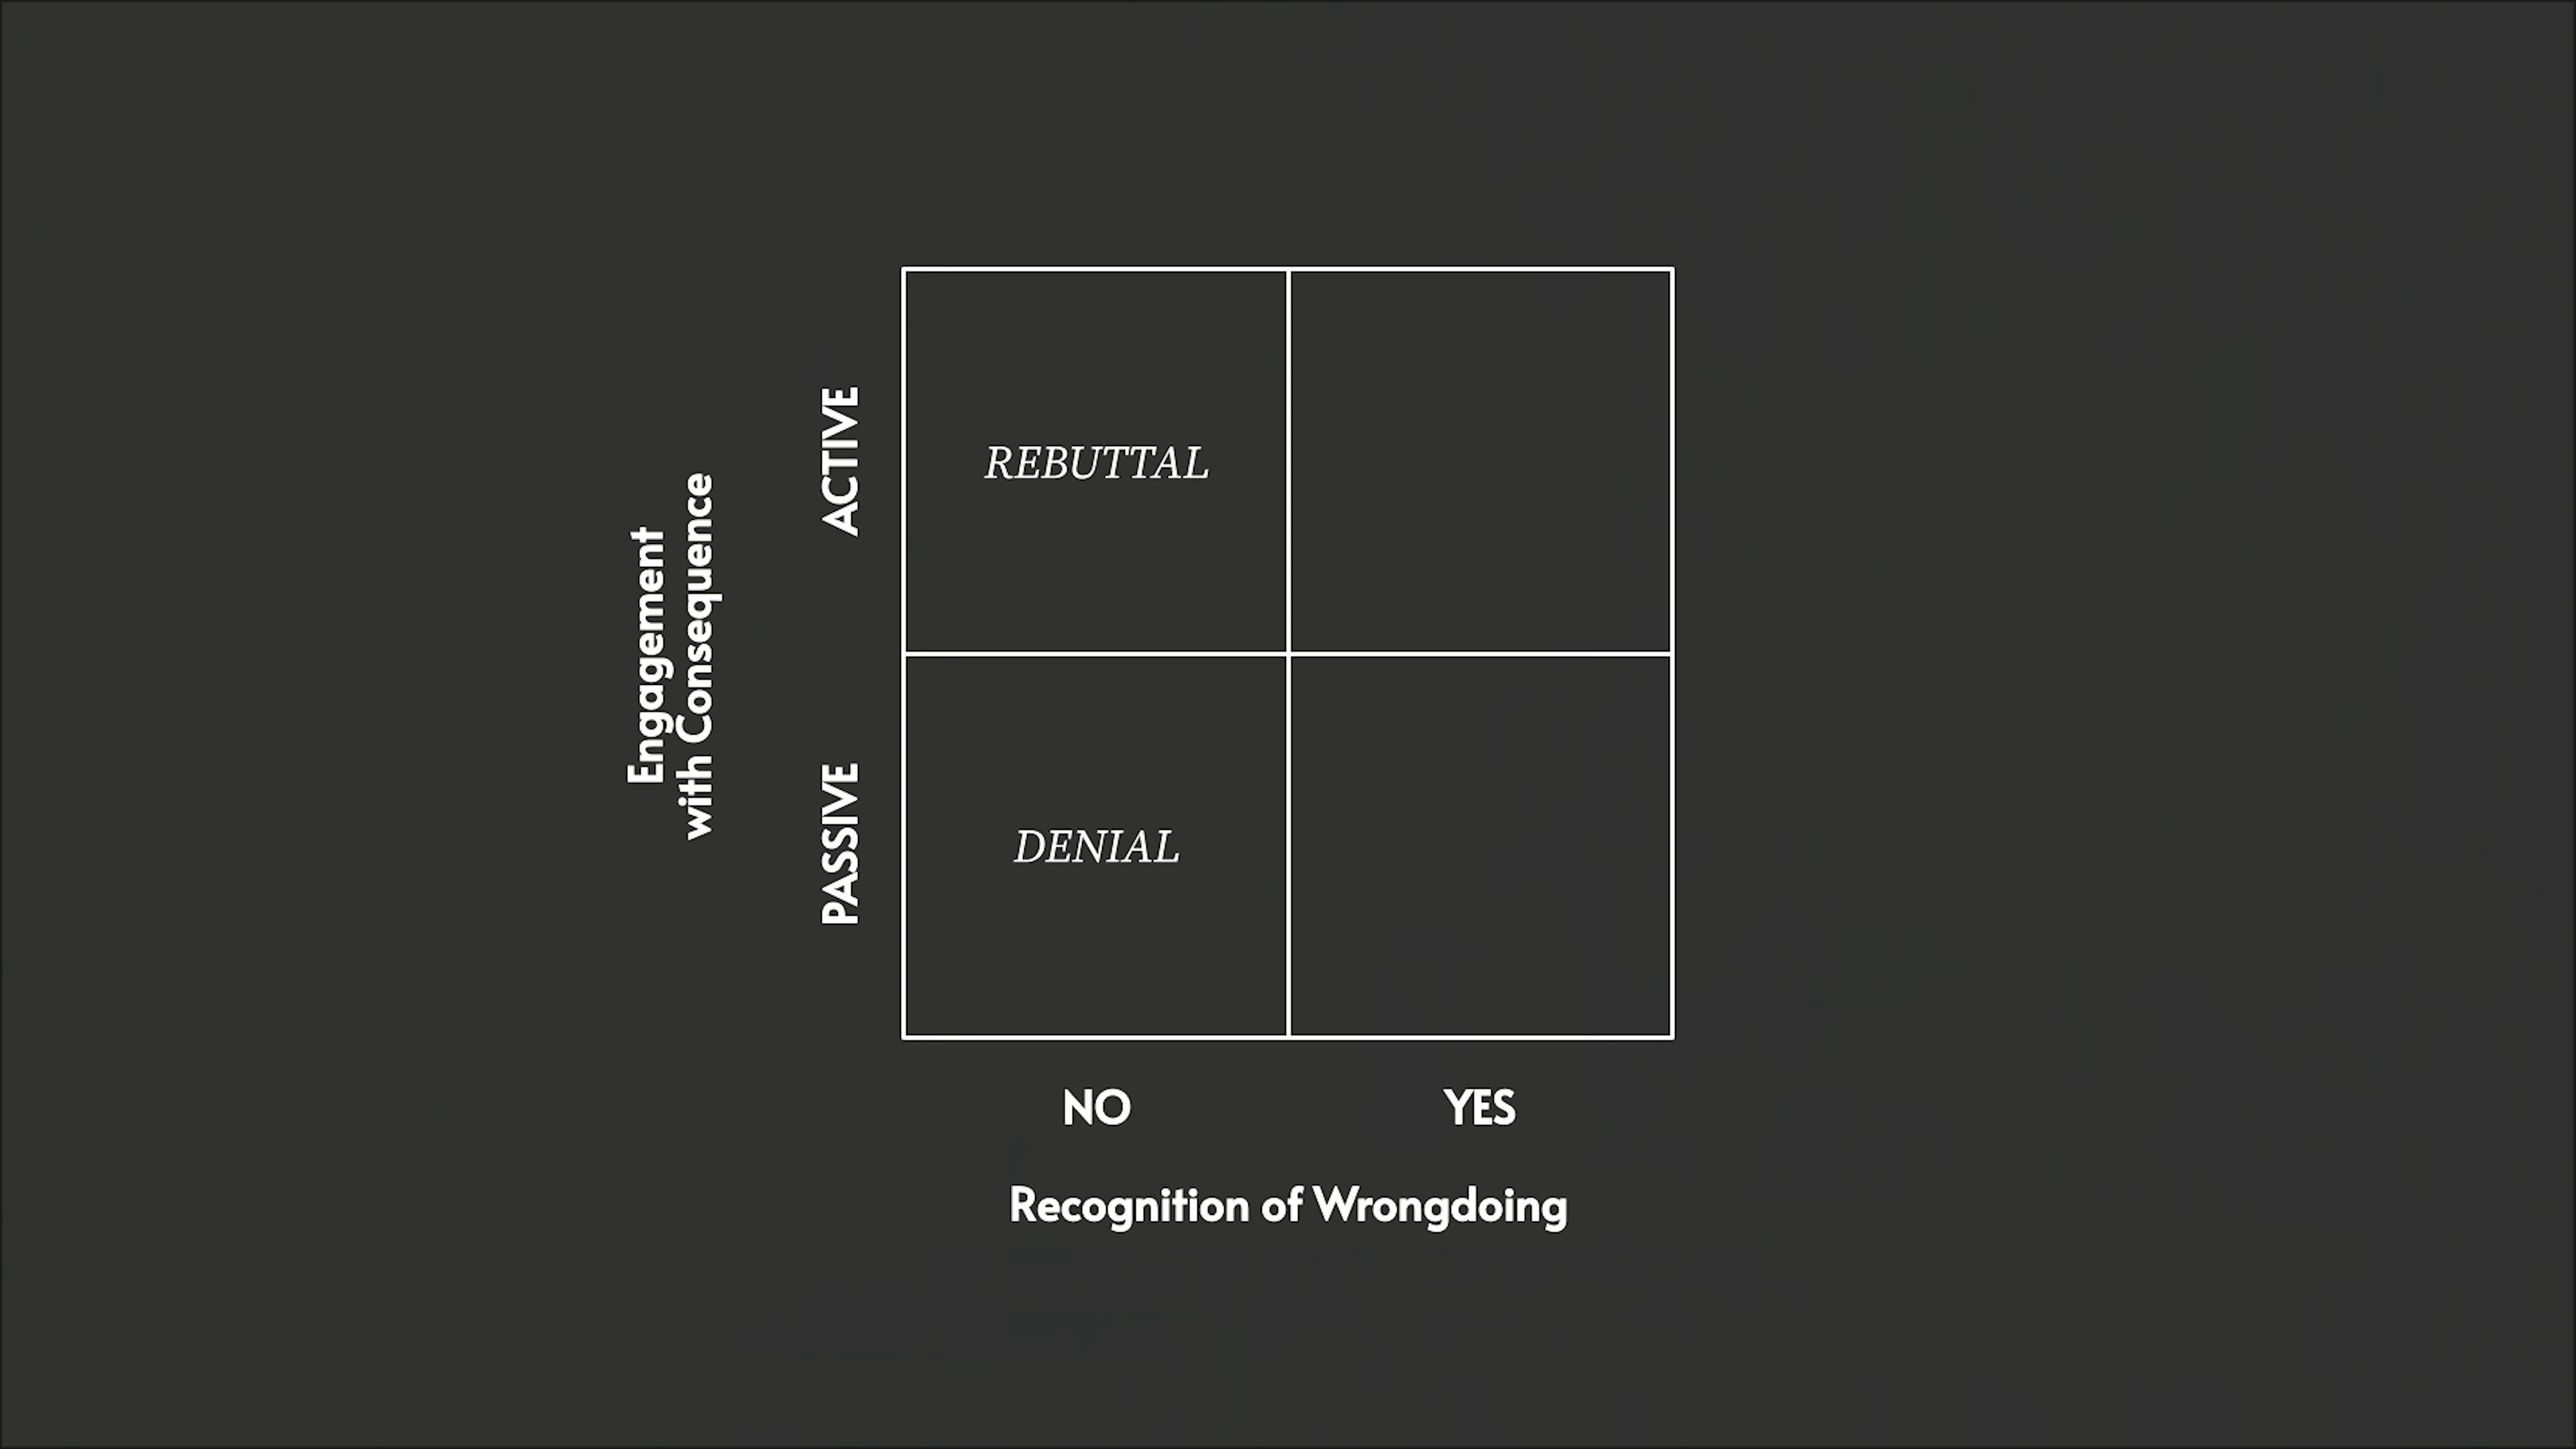 Engagement
with Consequence
ACTIVE
REBUTTAL
PASSIVE
DENIAL
NO
YES
Recognition of Wrongdoing